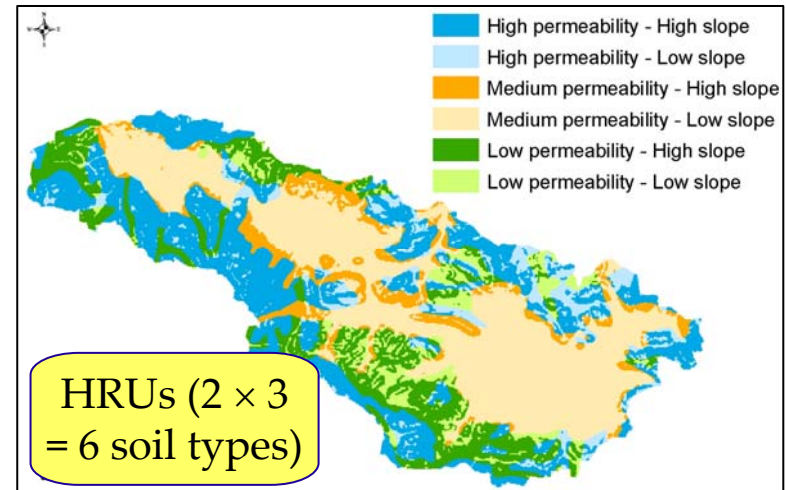 High permeability - High slope
High permeability - Low slope
Medium permeability - High slope
Medium permeability - Low slope
Low permeability - High slope
Low permeability - Low slope
HRUs (2 × 3
= 6 soil types)